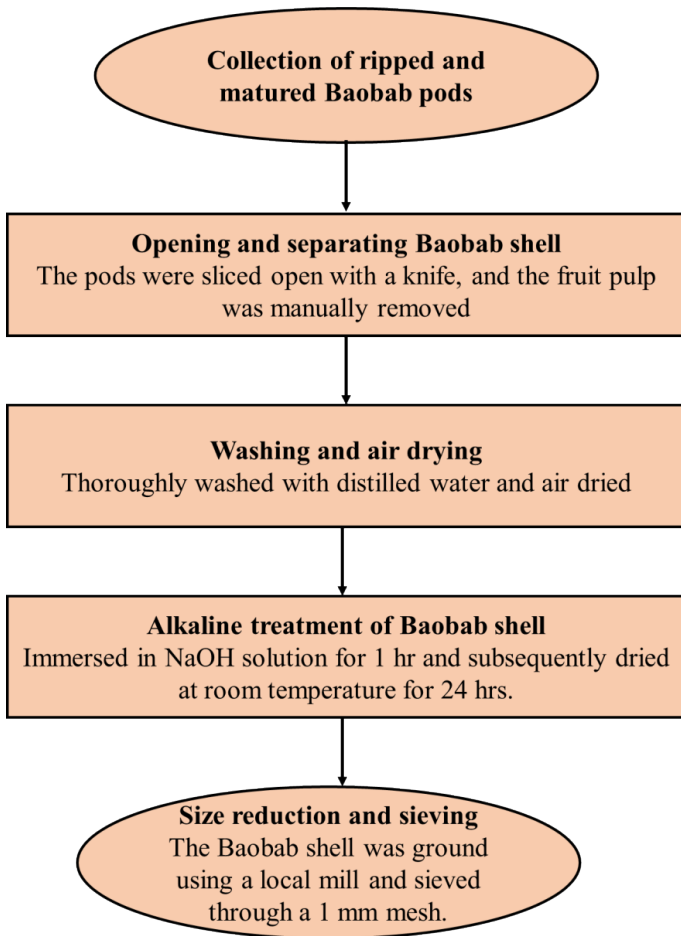 Collection of ripped and
matured Baobab pods
Opening and separating Baobab shell
The pods were sliced open with a knife, and the fruit pulp
was manually removed
Washing and air drying
Thoroughly washed with distilled water and air dried
Alkaline treatment of Baobab shell
Immersed in NaOH solution for 1 hr and subsequently dried
at room temperature for 24 hrs.
Size reduction and sieving
The Baobab shell was ground
using a local mill and sieved
through a 1 mm mesh.